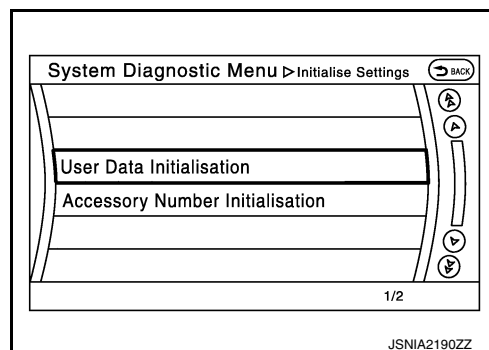 System Diagnostic Menu ▷ Initialise Settings
BACK
User Data Initialisation
Accessory Number Initialisation
1/2
JSNIA2190ZZ